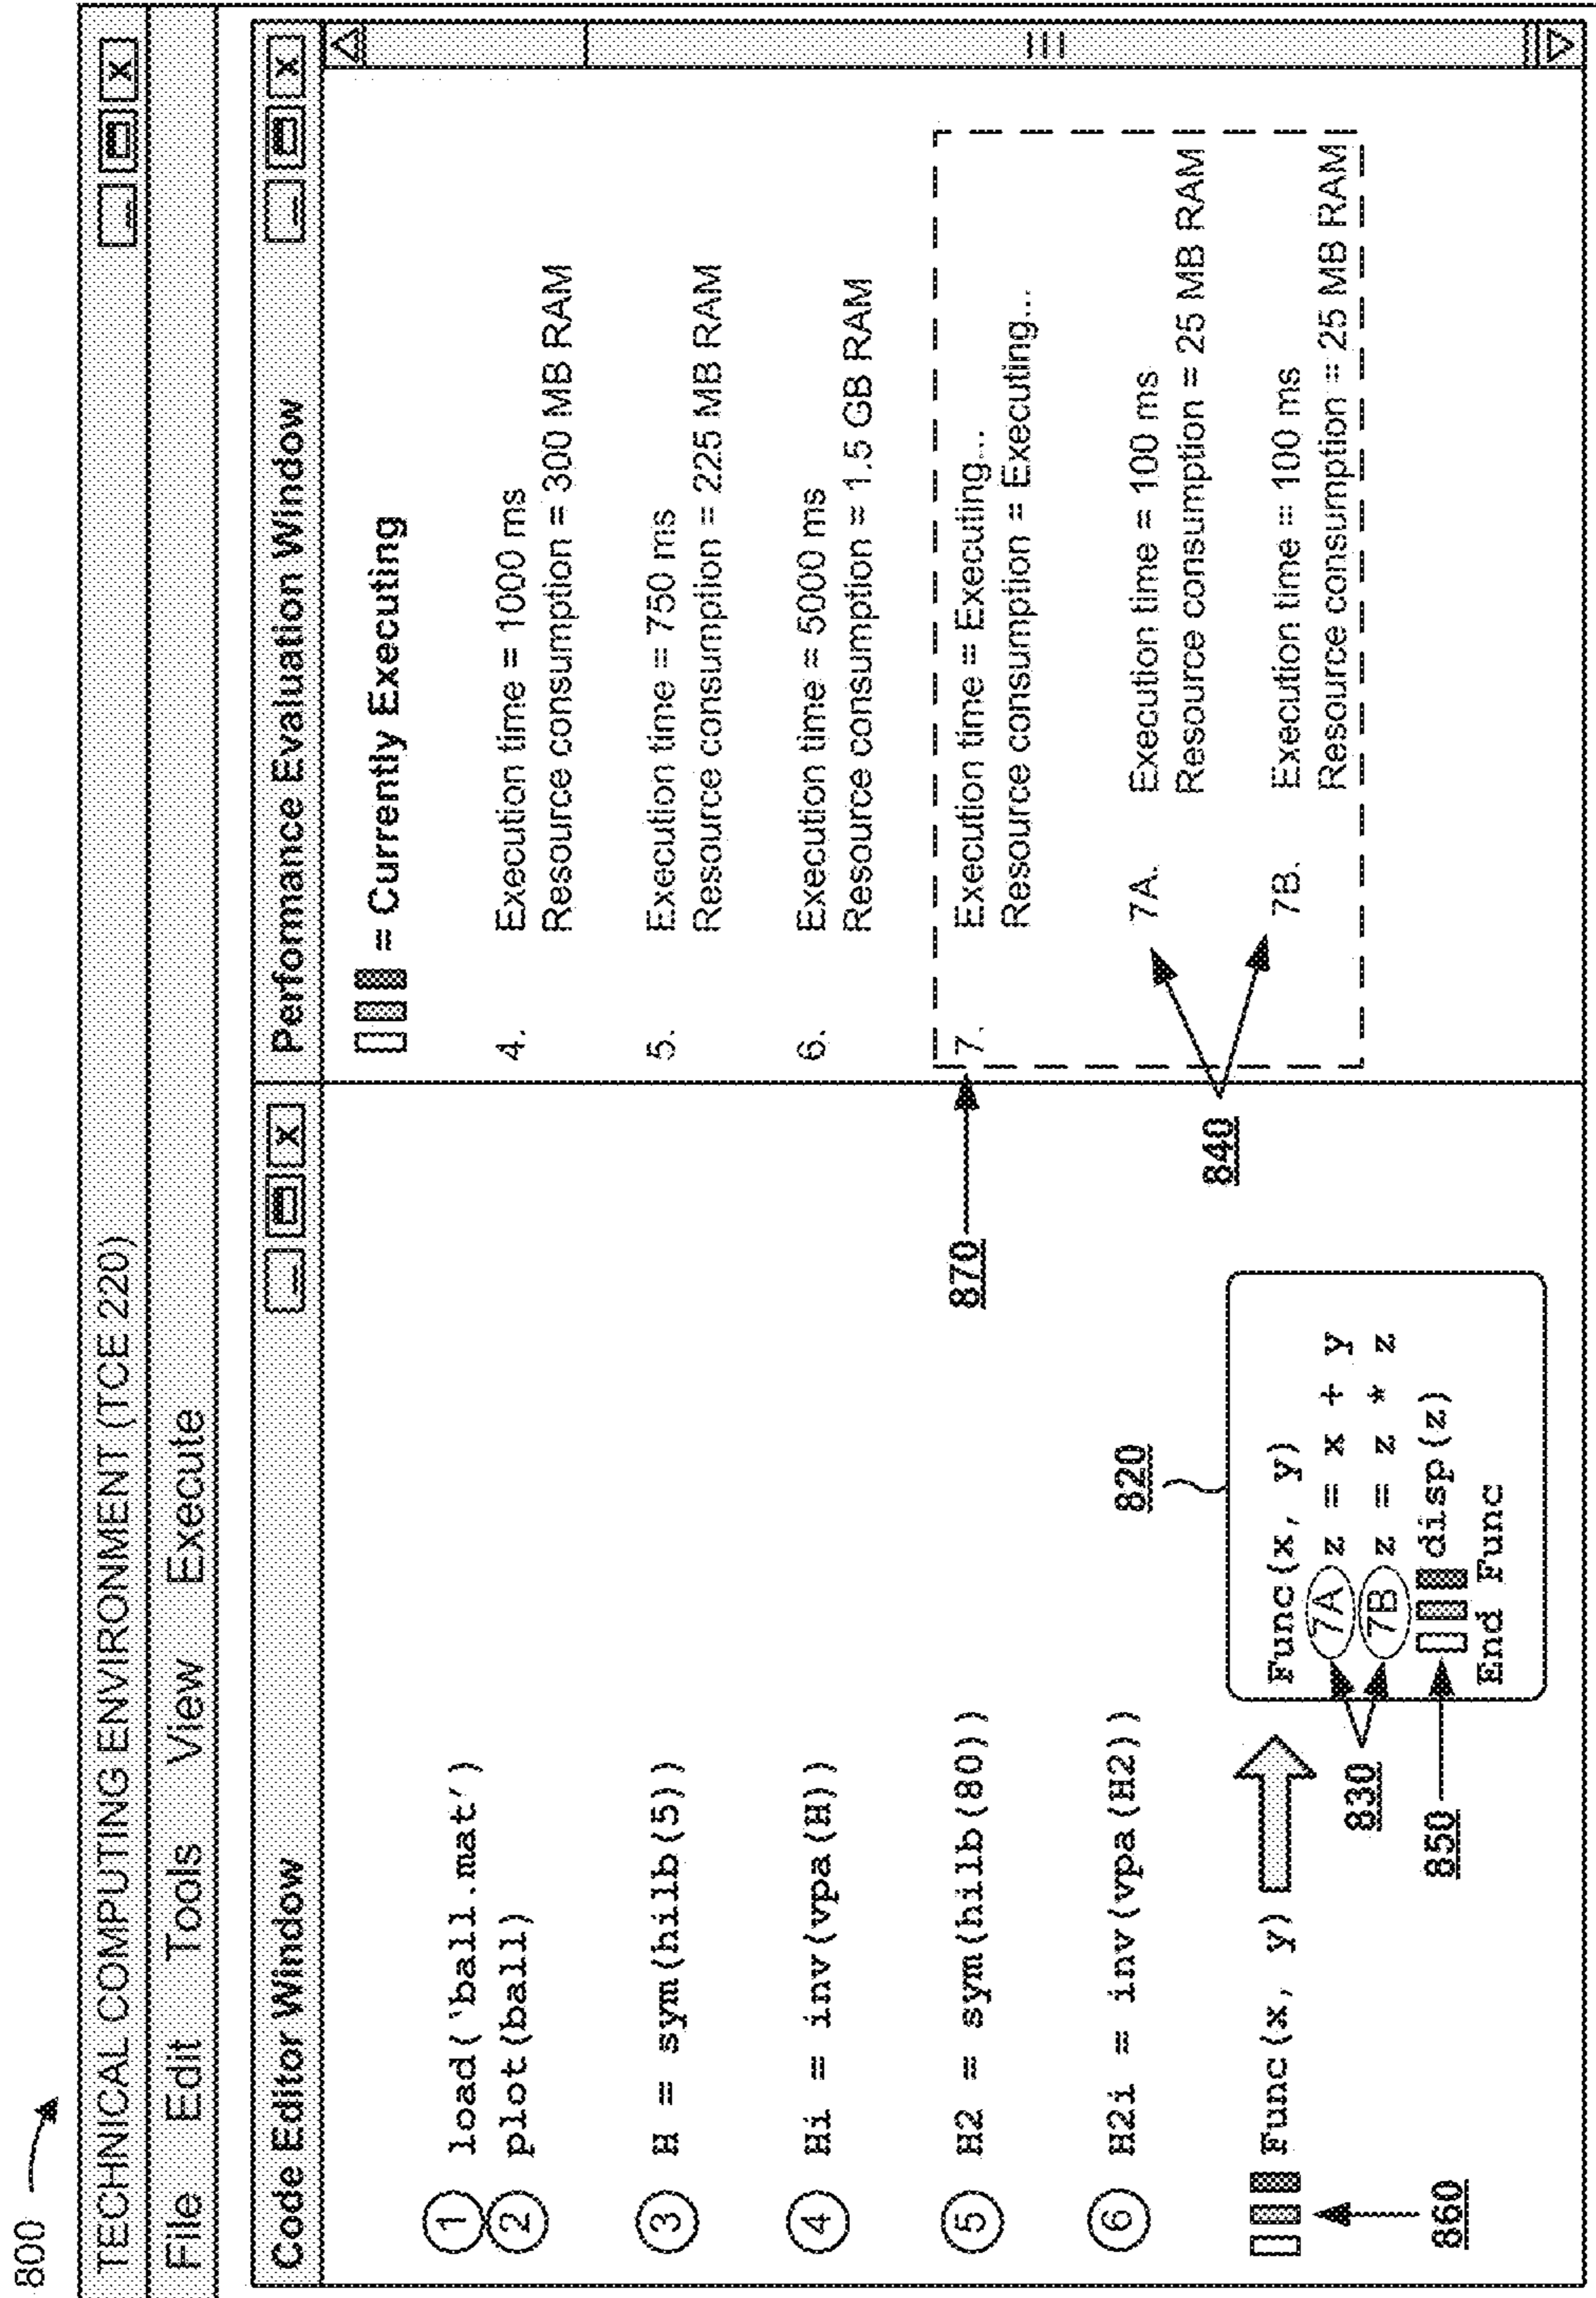 800
TECHNICAL COMPUTING ENVIRONMENT (TCE 220)
_ X
File Edit Tools View Execute
Code Editor Window
_ X
1 load('ball.mat')
2 plot(ball)
3 H = sym(hilb(5))
4 Hi = inv(vpa(H))
5 H2 = sym(hilb(80))
6 H2i = inv(vpa(H2))
Func(x, y)
860
820
Func(x, y)
7A z = x + y
7B z = z * z
disp(z)
End Func
830
850
870
840
Performance Evaluation Window
_ X
= Currently Executing
4. Execution time = 1000 ms
Resource consumption = 300 MB RAM
5. Execution time = 750 ms
Resource consumption = 225 MB RAM
6. Execution time = 5000 ms
Resource consumption = 1.5 GB RAM
7. Execution time = Executing...
Resource consumption = Executing...
7A. Execution time = 100 ms
Resource consumption = 25 MB RAM
7B. Execution time = 100 ms
Resource consumption = 25 MB RAM